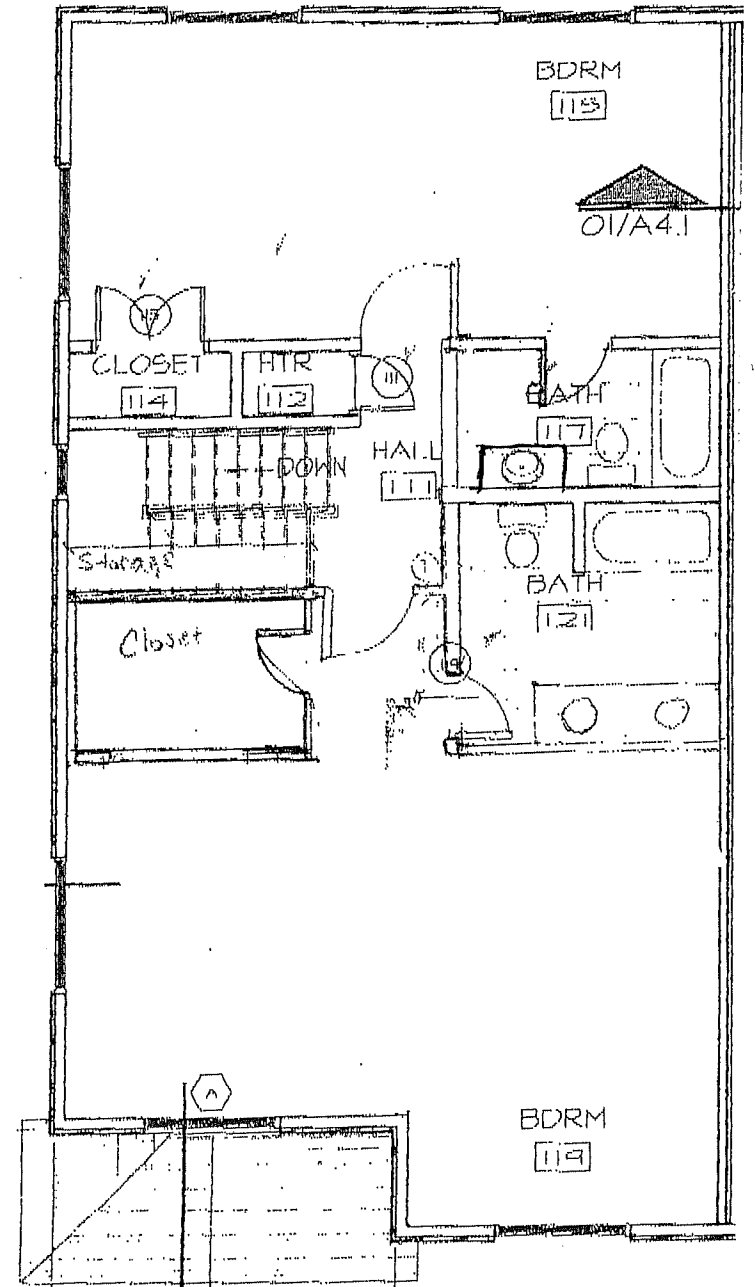 BDRM
01/A4.1
CLOSET
114
HTR
112
111
BATH
117
HALL
111
DOWN
Storage
Closet
BATH
121
A
BDRM
119